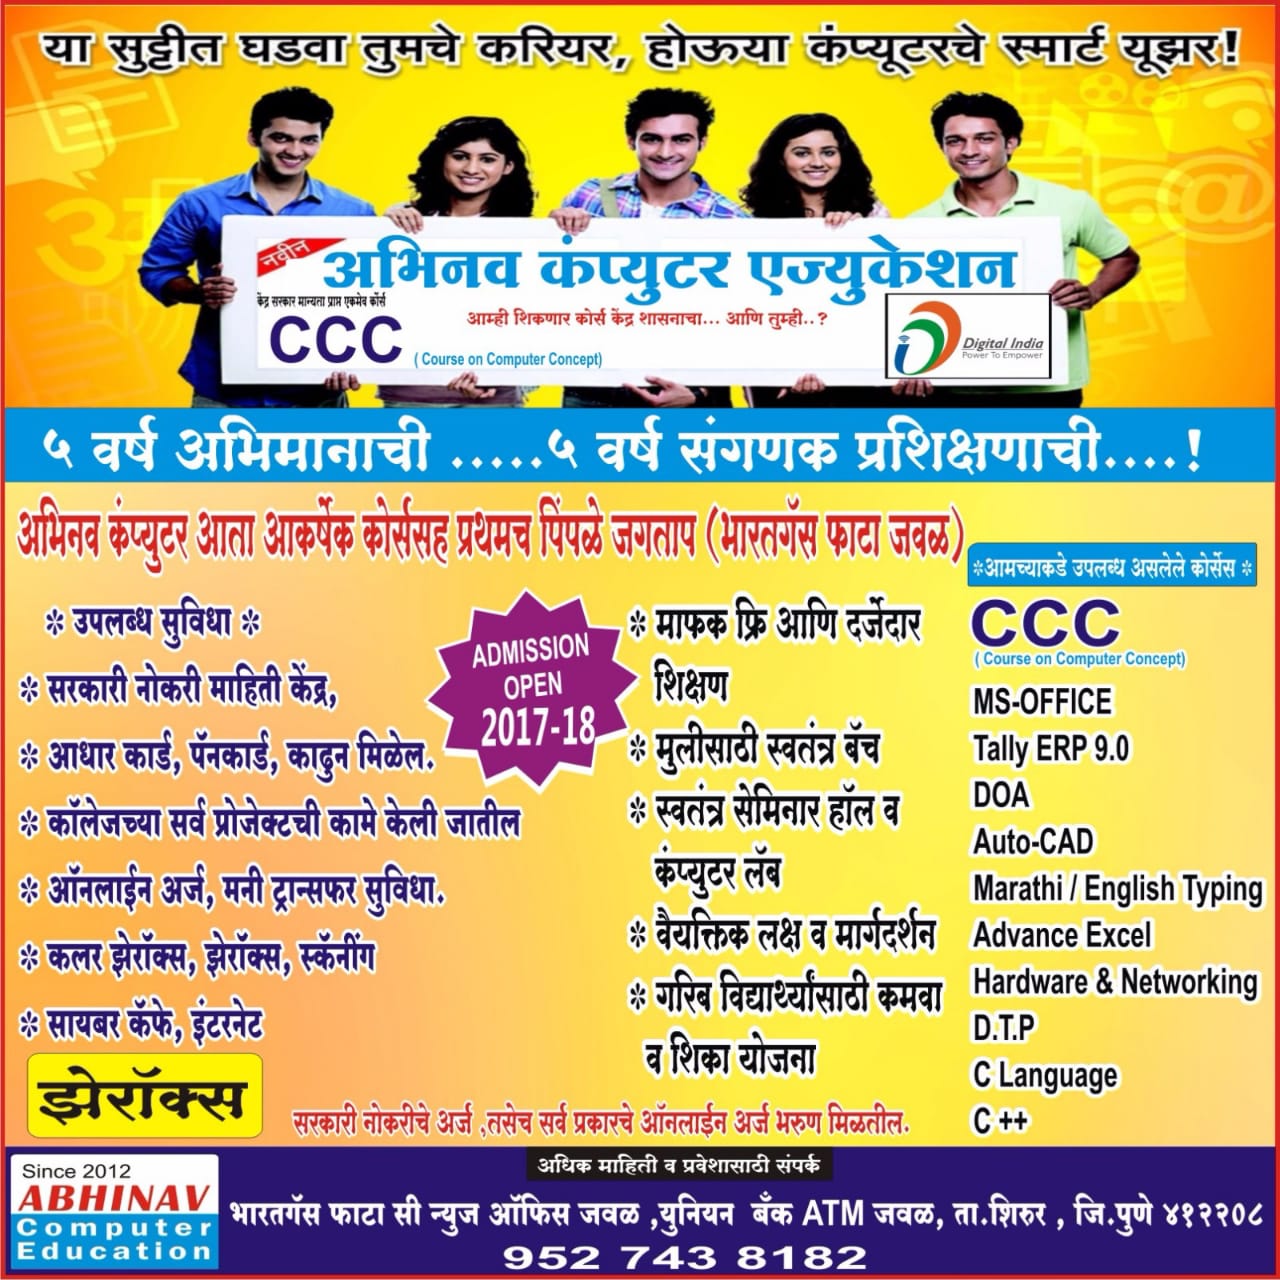 या सुट्टीत घडवा तुमचे करियर, होऊया कंप्यूटरचे स्मार्ट यूझर!
नवीन
अभिनव कंप्युटर एज्युकेशन
केंद्र सरकार मान्यता प्राप्त एकमेव कोर्स
आम्ही शिकणार कोर्स केंद्र शासनाचा... आणि तुम्ही..?
CCC
( Course on Computer Concept)
Digital India
Power To Empower
५ वर्ष अभिमानाची .....५ वर्ष संगणक प्रशिक्षणाची....!
अभिनव कंप्युटर आता आकर्षेक कोर्ससह प्रथमच पिंपळे जगताप (भारतगॅस फाटा जवळ)
* उपलब्ध सुविधा *
* सरकारी नोकरी माहिती केंद्र,
* आधार कार्ड, पॅनकार्ड, काढुन मिळेल.
* कॉलेजच्या सर्व प्रोजेक्टची कामे केली जातील
* ऑनलाईन अर्ज, मनी ट्रान्सफर सुविधा.
* कलर झेरॉक्स, झेरॉक्स, स्कॅनींग
* सायबर कॅफे, इंटरनेट
झेरॉक्स
ADMISSION
OPEN
2017-18
* माफक फ्रि आणि दर्जेदार
शिक्षण
* मुलीसाठी स्वतंत्र बॅच
* स्वतंत्र सेमिनार हॉल व
कंप्युटर लॅब
* वैयक्तिक लक्ष व मार्गदर्शन
* गरिब विद्यार्थ्यांसाठी कमवा
व शिका योजना
*आमच्याकडे उपलब्ध असलेले कोर्सेस *
CCC
( Course on Computer Concept)
MS-OFFICE
Tally ERP 9.0
DOA
Auto-CAD
Marathi / English Typing
Advance Excel
Hardware & Networking
D.T.P
C Language
C ++
सरकारी नोकरीचे अर्ज ,तसेच सर्व प्रकारचे ऑनलाईन अर्ज भरुण मिळतील.
अधिक माहिती व प्रवेशासाठी संपर्क
Since 2012
ABHINAV
Computer
Education
भारतगॅस फाटा सी न्युज ऑफिस जवळ ,युनियन बँक ATM जवळ, ता.शिरुर , जि.पुणे ४१२२०८
952 743 8182